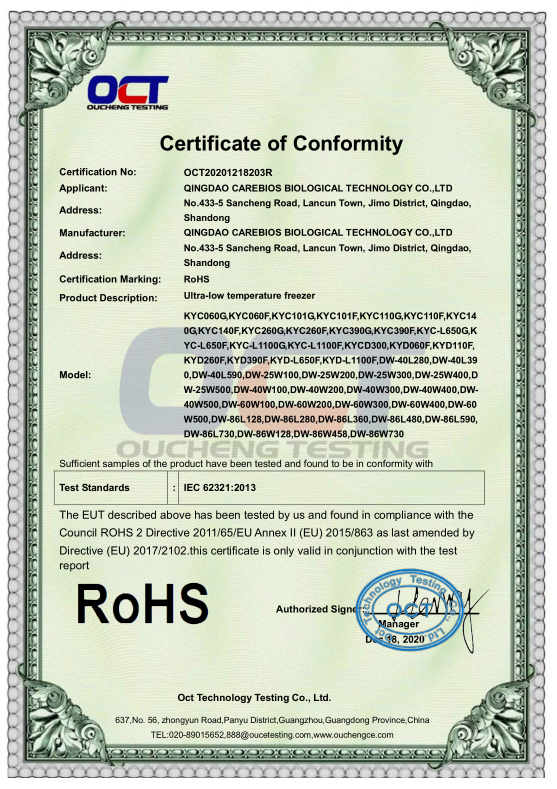 OCT
OUCHENG TESTING
Certificate of Conformity
Certification No: OCT20201218203R
Applicant: QINGDAO CAREBIOS BIOLOGICAL TECHNOLOGY CO.,LTD
Address: No.433-5 Sancheng Road, Lancun Town, Jimo District, Qingdao,
Shandong
Manufacturer: QINGDAO CAREBIOS BIOLOGICAL TECHNOLOGY CO.,LTD
Address: No.433-5 Sancheng Road, Lancun Town, Jimo District, Qingdao,
Shandong
Certification Marking: RoHS
Product Description: Ultra-low temperature freezer
Model:
KYC060G,KYC060F,KYC101G,KYC101F,KYC110G,KYC110F,KYC14
0G,KYC140F,KYC260G,KYC260F,KYC390G,KYC390F,KYC-L650G,K
YC-L650F,KYC-L1100G,KYC-L1100F,KYCD300,KYD060F,KYD110F,
KYD260F,KYD390F,KYD-L650F,KYD-L1100F,DW-40L280,DW-40L39
0,DW-40L590,DW-25W100,DW-25W200,DW-25W300,DW-25W400,D
W-25W500,DW-40W100,DW-40W200,DW-40W300,DW-40W400,DW-
40W500,DW-60W100,DW-60W200,DW-60W300,DW-60W400,DW-60
W500,DW-86L128,DW-86L280,DW-86L360,DW-86L480,DW-86L590,
DW-86L730,DW-86W128,DW-86W458,DW-86W730
OCT
OUCHENG TESTING
Sufficient samples of the product have been tested and found to be in conformity with
Test Standards : IEC 62321:2013
The EUT described above has been tested by us and found in compliance with the
Council ROHS 2 Directive 2011/65/EU Annex II (EU) 2015/863 as last amended by
Directive (EU) 2017/2102.this certificate is only valid in conjunction with the test
report
RoHS
Authorized Signer:
Manager
Dec 18, 2020
Oct Technology Testing Co., Ltd
OCT
Oct Technology Testing Co., Ltd.
637,No. 56, zhongyun Road,Panyu District,Guangzhou,Guangdong Province,China
TEL:020-89015652,888@oucetesting.com,www.ouchengce.com